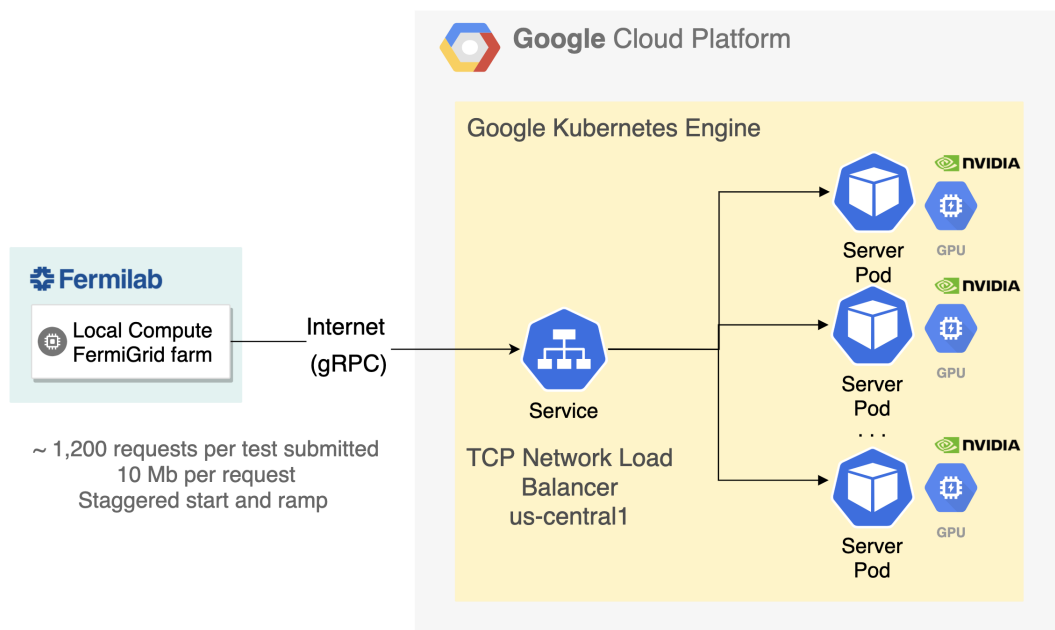 Google Cloud Platform
Google Kubernetes Engine
NVIDIA
Server
Pod
GPU
Fermilab
Local Compute
FermiGrid farm
Internet
(gRPC)
Service
NVIDIA
Server
Pod
GPU
. . .
~ 1,200 requests per test submitted
10 Mb per request
Staggered start and ramp
TCP Network Load
Balancer
us-central1
NVIDIA
Server
Pod
GPU